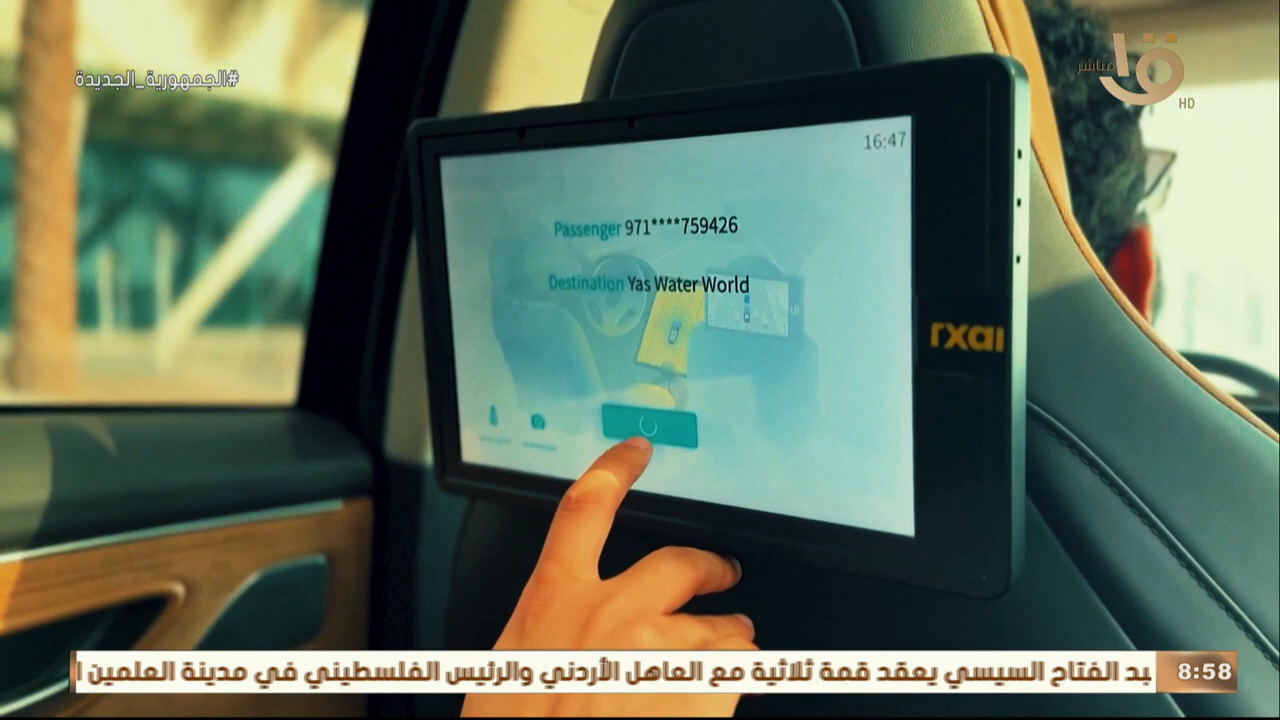 #الجمهورية_الجديدة
مباشر
HD
16:47
Passenger 971****759426
Destination Yas Water World
txai
بد الفتاح السيسي يعقد قمة ثلاثية مع العاهل الأردني والرئيس الفلسطيني في مدينة العلمين ا
8:58